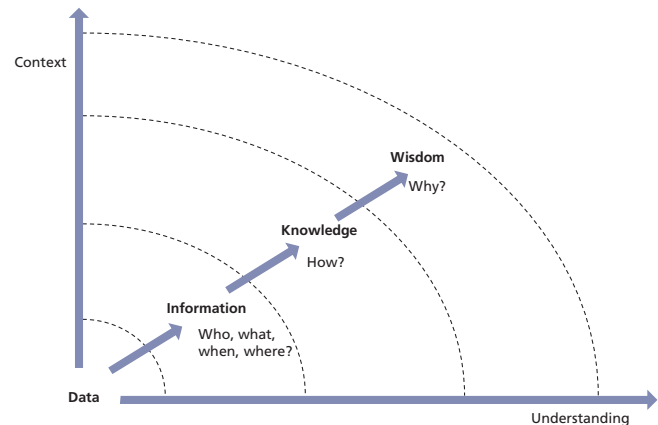 Context
Wisdom
Why?
Knowledge
How?
Information
Who, what,
when, where?
Data
Understanding